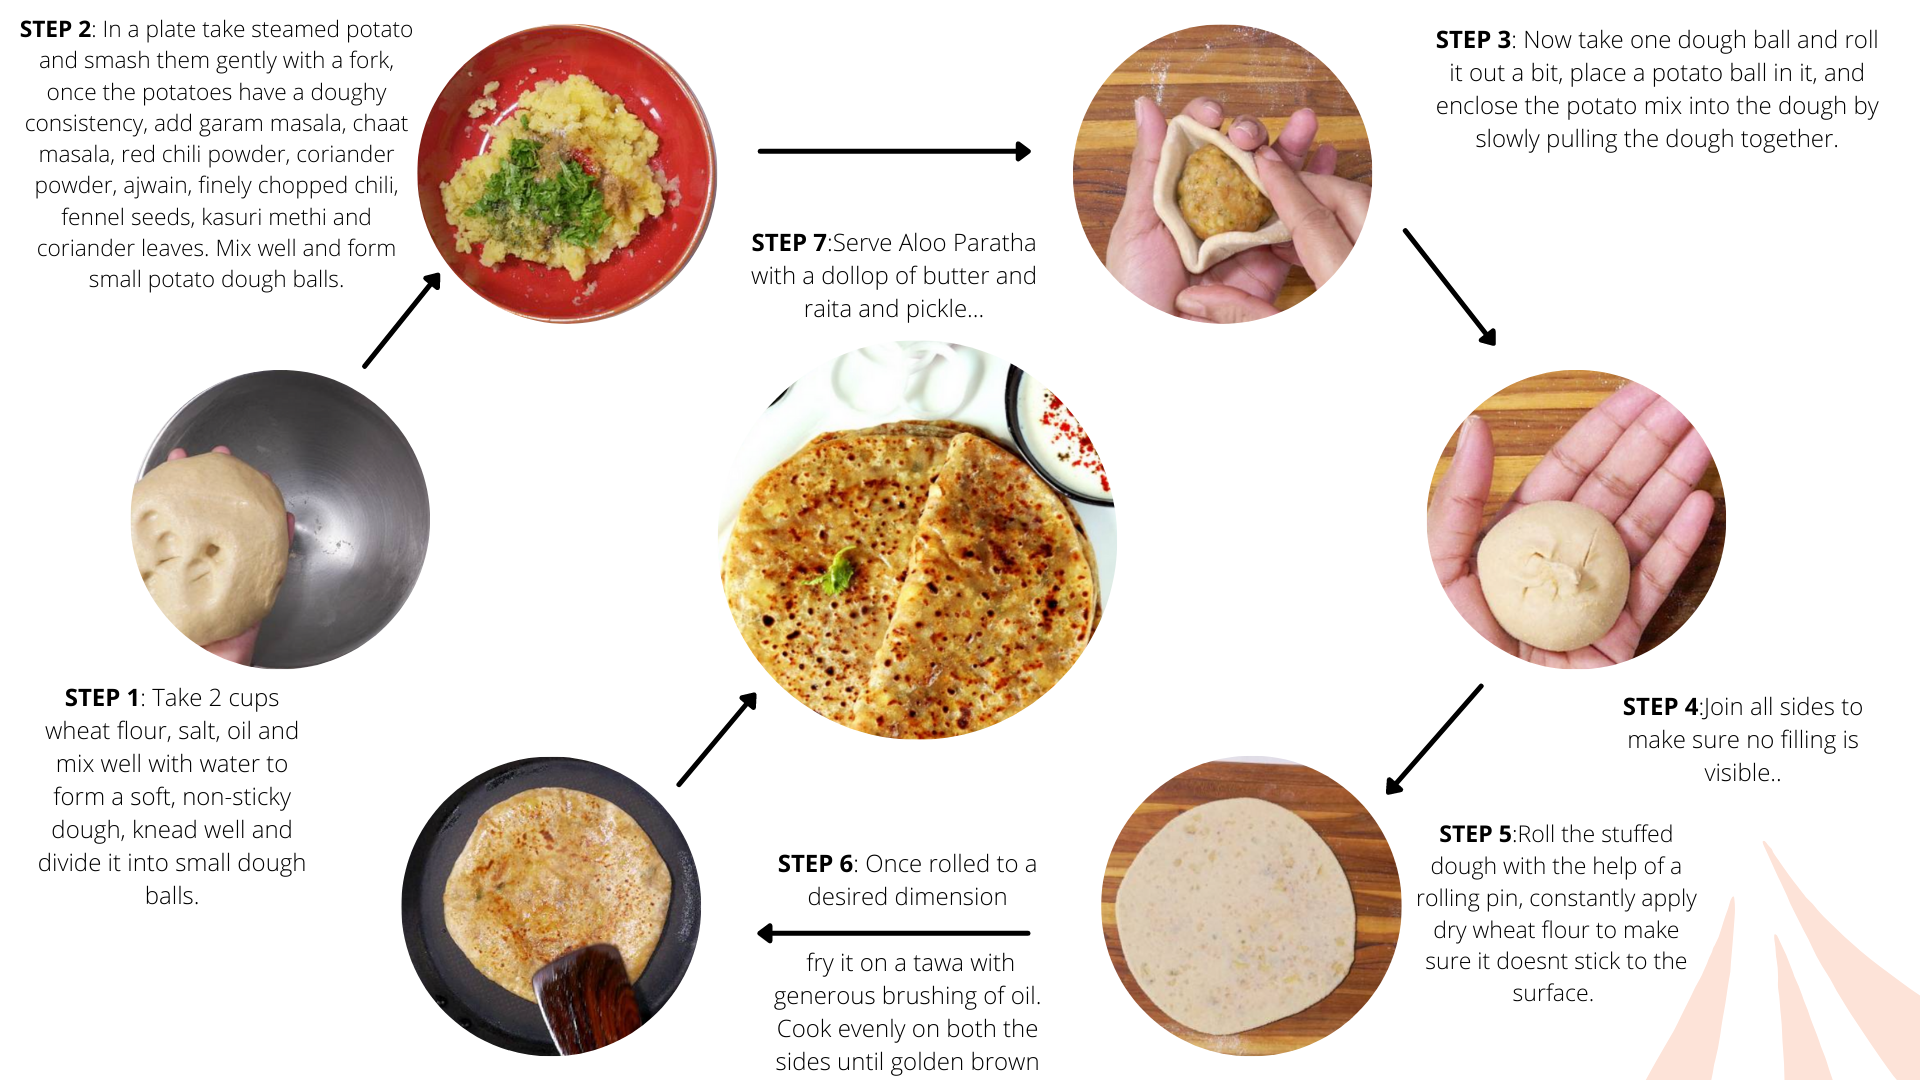 STEP 1: Take 2 cups
wheat flour, salt, oil and
mix well with water to
form a soft, non-sticky
dough, knead well and
divide it into small dough
balls.
STEP 2: In a plate take steamed potato
and smash them gently with a fork,
once the potatoes have a doughy
consistency, add garam masala, chaat
masala, red chili powder, coriander
powder, ajwain, finely chopped chili,
fennel seeds, kasuri methi and
coriander leaves. Mix well and form
small potato dough balls.
STEP 3: Now take one dough ball and roll
it out a bit, place a potato ball in it, and
enclose the potato mix into the dough by
slowly pulling the dough together.
STEP 4:Join all sides to
make sure no filling is
visible..
STEP 5:Roll the stuffed
dough with the help of a
rolling pin, constantly apply
dry wheat flour to make
sure it doesnt stick to the
surface.
STEP 6: Once rolled to a
desired dimension
fry it on a tawa with
generous brushing of oil.
Cook evenly on both the
sides until golden brown
STEP 7:Serve Aloo Paratha
with a dollop of butter and
raita and pickle...